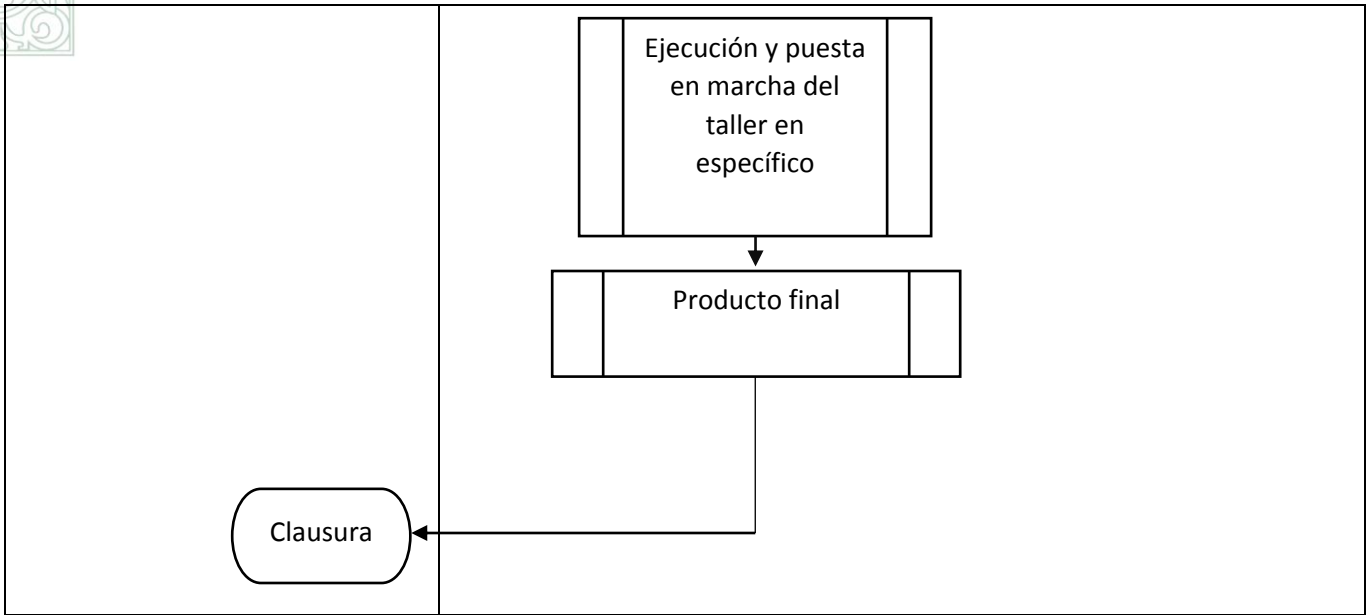 Ejecución y puesta
en marcha del
taller en
específico
Producto final
Clausura